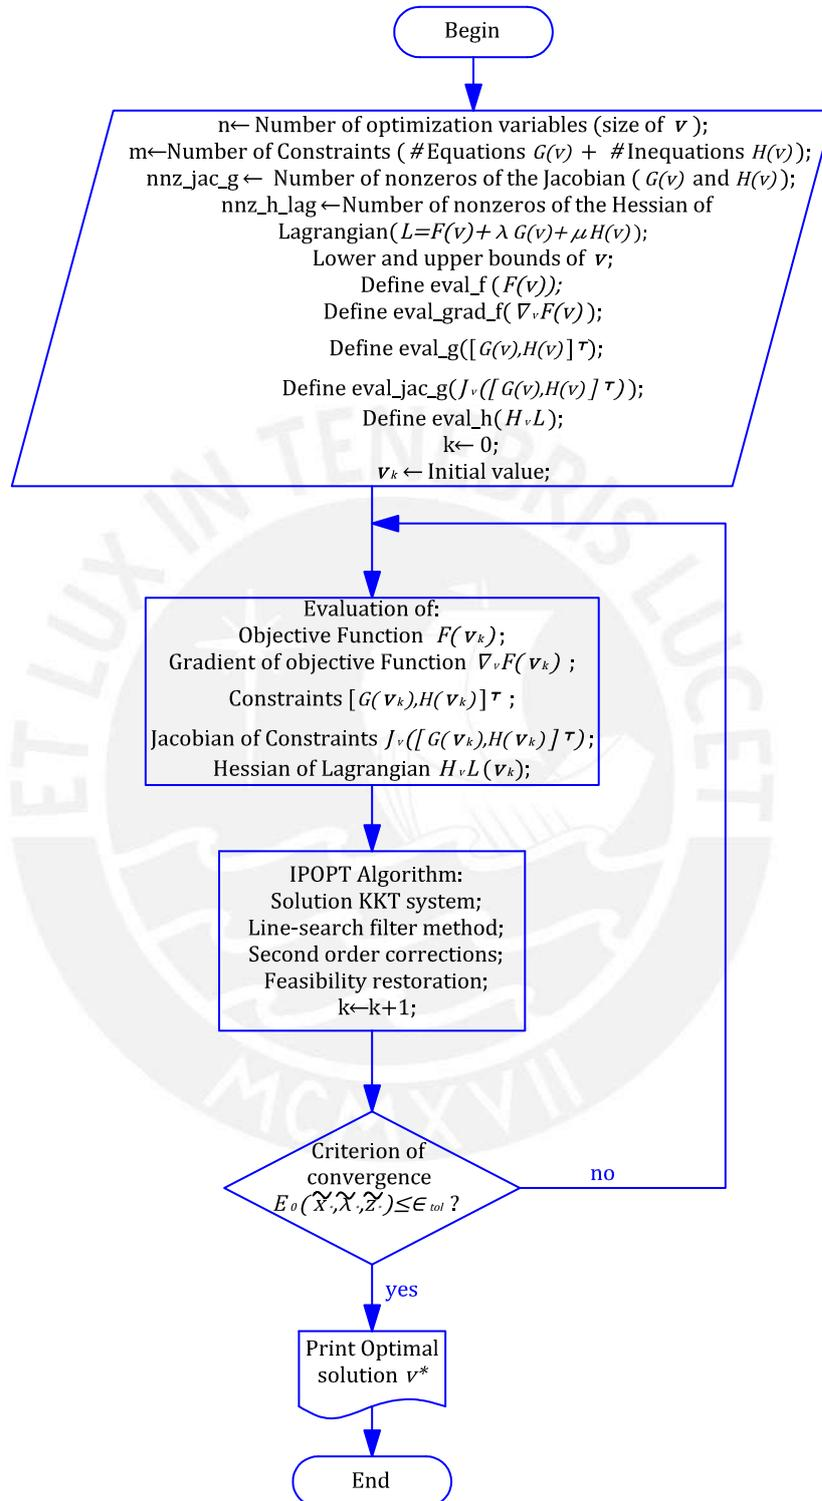 Begin
n← Number of optimization variables (size of v );
m←Number of Constraints ( #Equations G(v) + #Inequations H(v));
nnz_jac_g ← Number of nonzeros of the Jacobian ( G(v) and H(v));
nnz_h_lag ←Number of nonzeros of the Hessian of
Lagrangian(L=F(v)+λ G(v)+μH(v));
Lower and upper bounds of v;
Define eval_f (F(v));
Define eval_grad_f(∇ᵥF(v));
Define eval_g([G(v),H(v)]ᵀ);
Define eval_jac_g(Jᵥ([G(v),H(v)]ᵀ));
Define eval_h(HᵥL);
k← 0;
vₖ ← Initial value;
Evaluation of:
Objective Function F(vₖ);
Gradient of objective Function ∇ᵥF(vₖ) ;
Constraints [G(vₖ),H(vₖ)]ᵀ ;
Jacobian of Constraints Jᵥ([G(vₖ),H(vₖ)]ᵀ);
Hessian of Lagrangian HᵥL(vₖ);
IPOPT Algorithm:
Solution KKT system;
Line-search filter method;
Second order corrections;
Feasibility restoration;
k←k+1;
Criterion of
convergence
E₀(x̃*,λ̃*,z̃*)≤ϵ tol ?
no
yes
Print Optimal
solution v*
End
ET LUX IN TENEBRIS LUCET
MCMXVII